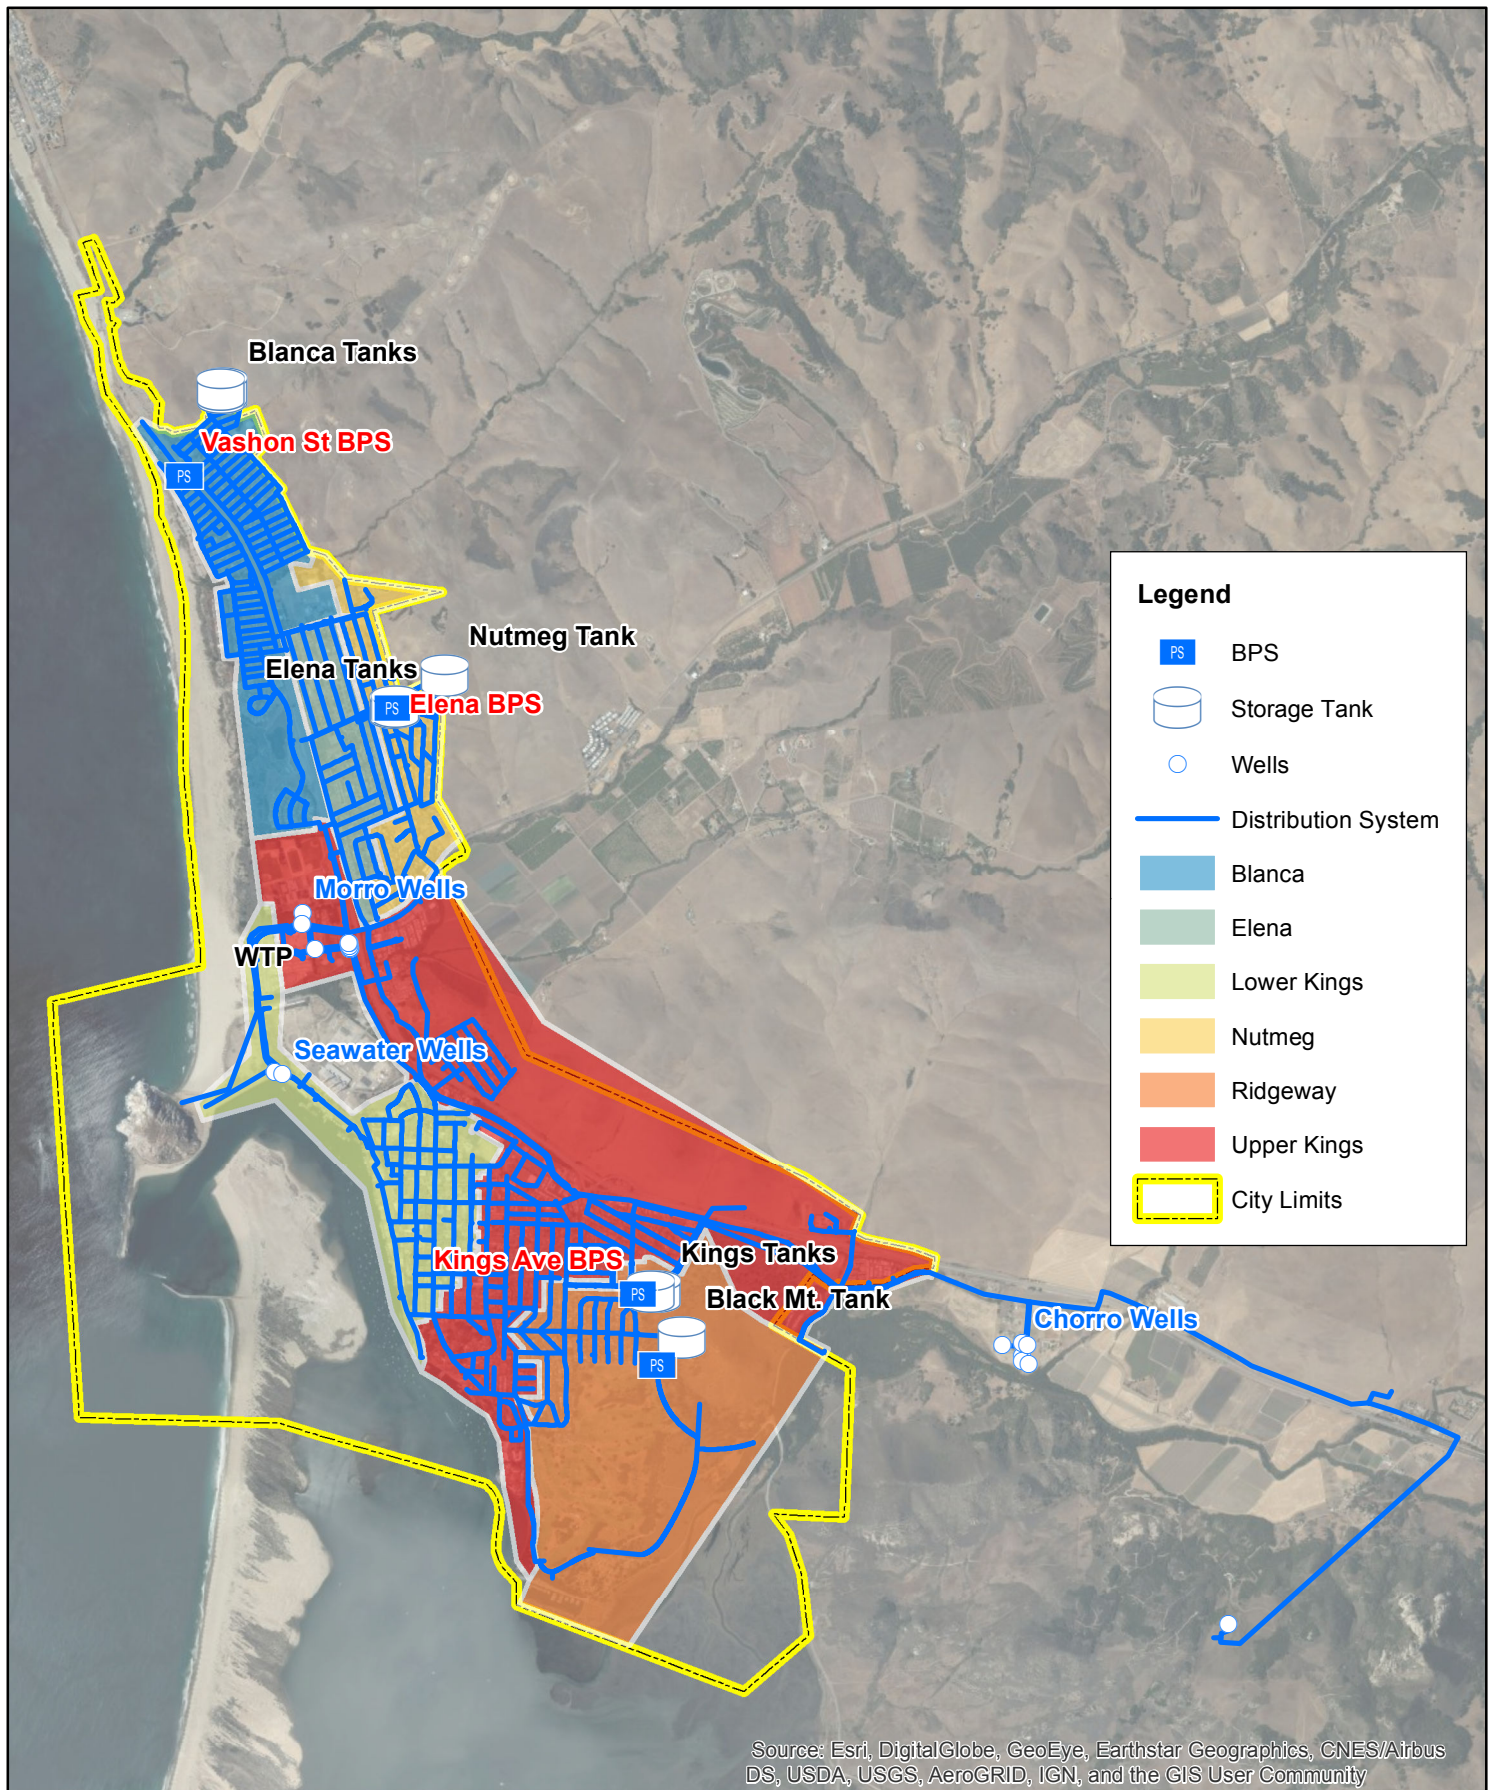 Blanca Tanks
Vashon St BPS
PS
Nutmeg Tank
Elena Tanks
PS
Elena BPS
Morro Wells
WTP
Seawater Wells
Kings Ave BPS
Kings Tanks
PS
Black Mt. Tank
PS
Chorro Wells
Legend
PS BPS
Storage Tank
Wells
Distribution System
Blanca
Elena
Lower Kings
Nutmeg
Ridgeway
Upper Kings
City Limits
Source: Esri, DigitalGlobe, GeoEye, Earthstar Geographics, CNES/Airbus
DS, USDA, USGS, AeroGRID, IGN, and the GIS User Community